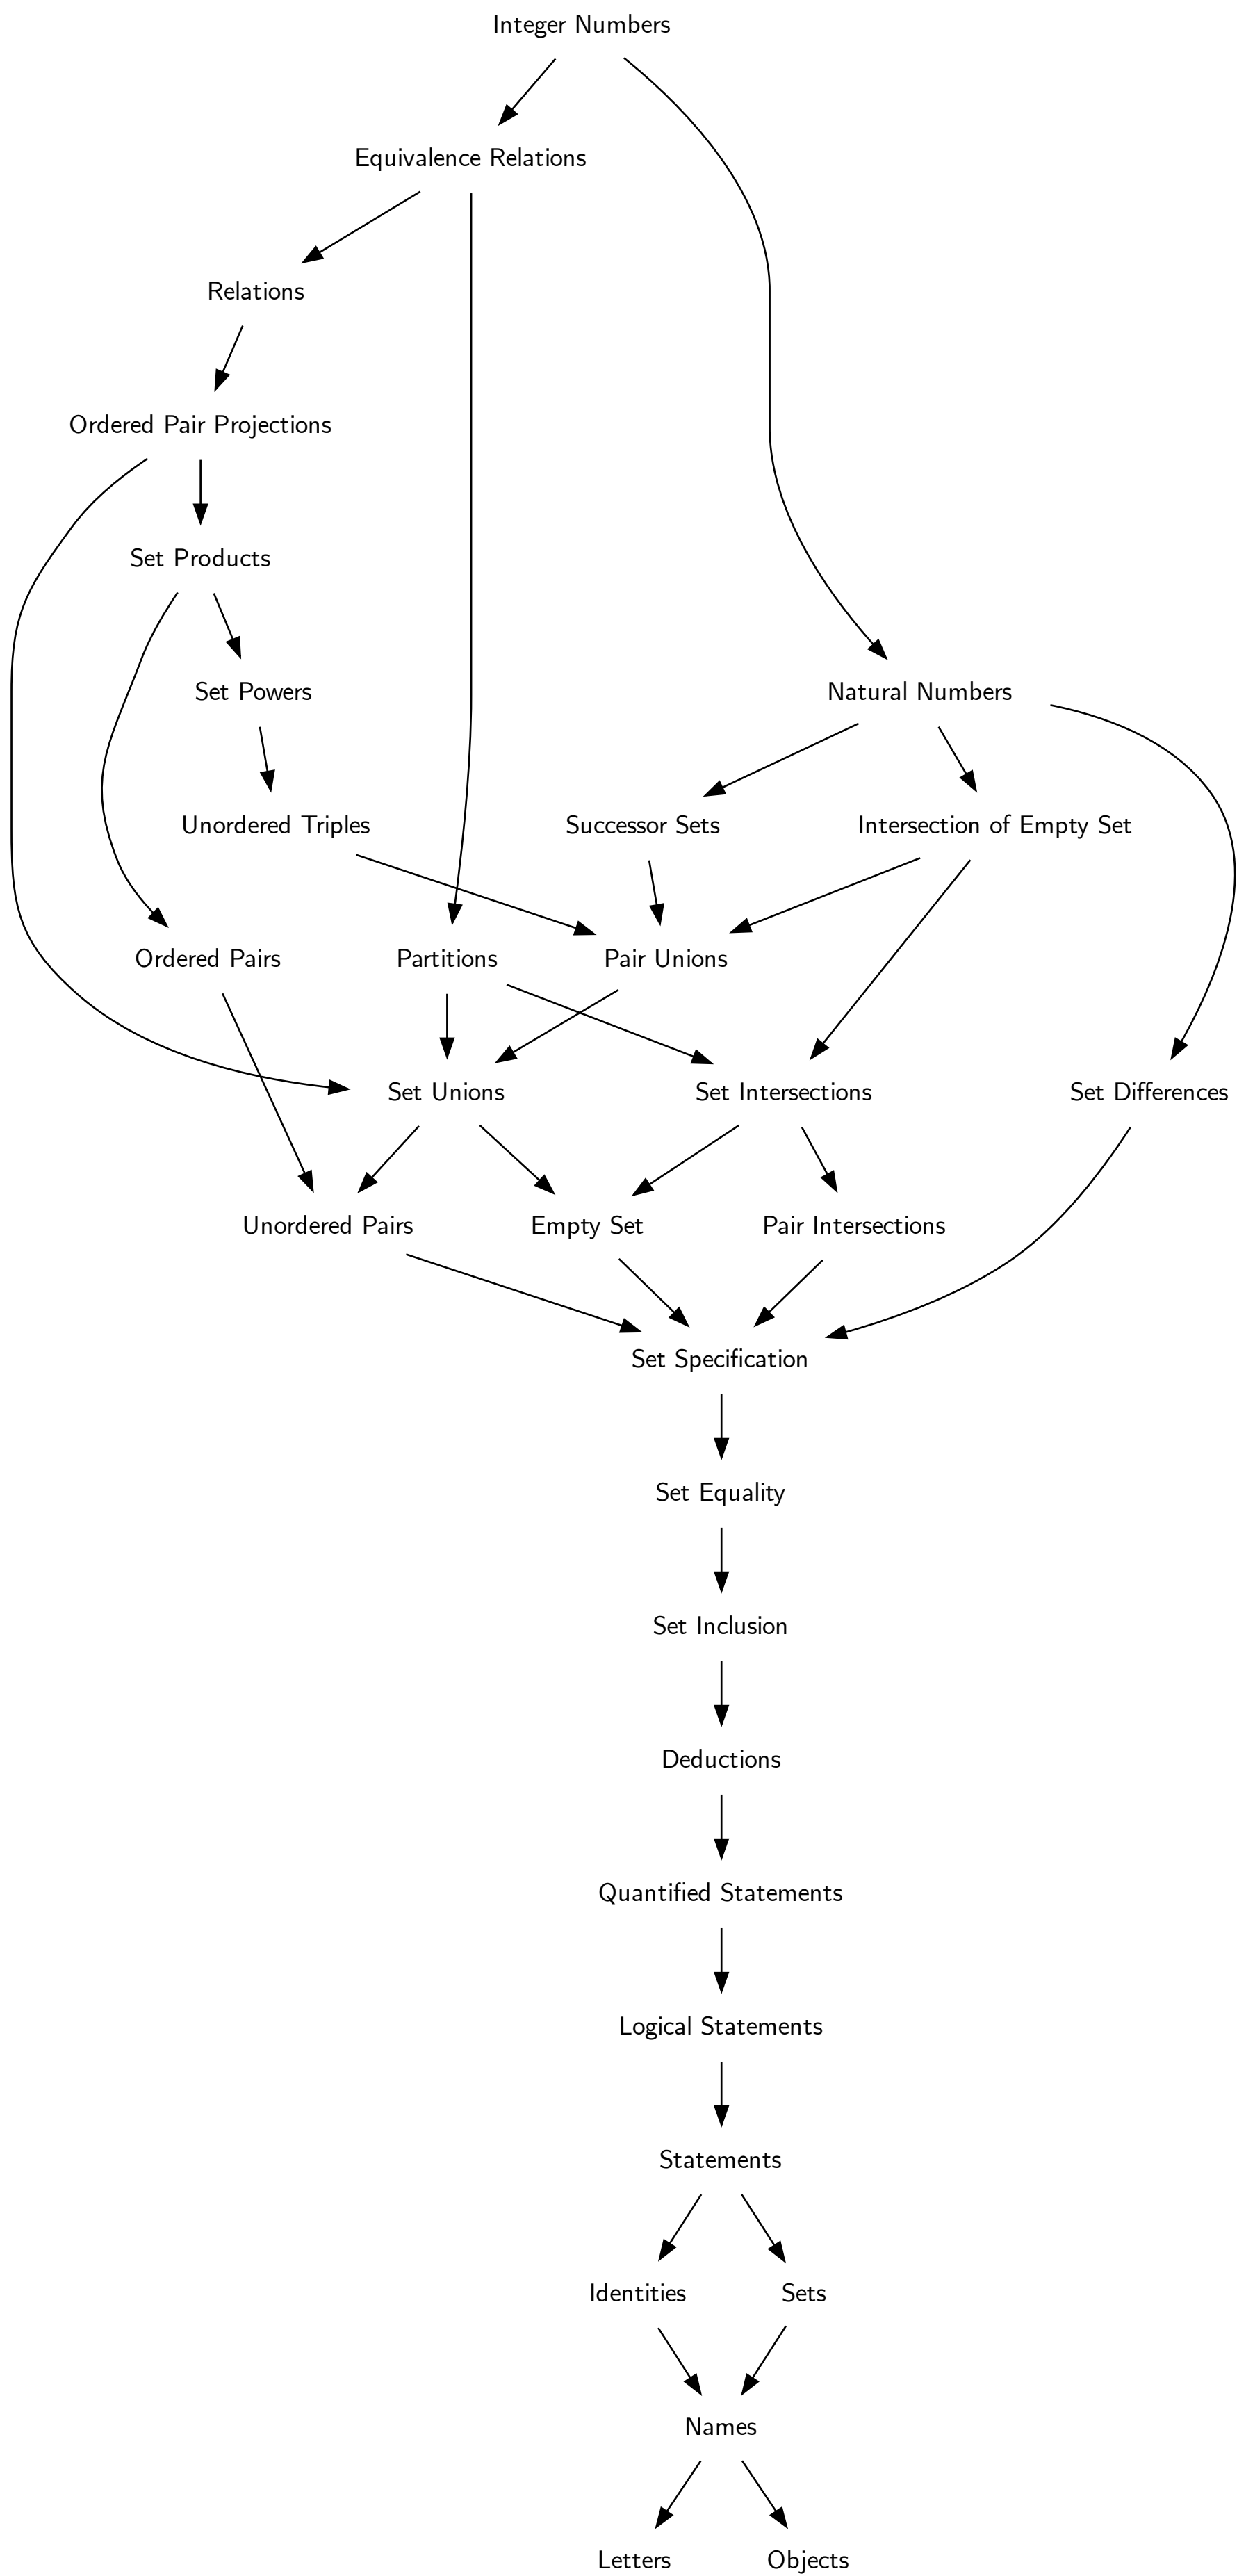 Integer Numbers
Equivalence Relations
Relations
Ordered Pair Projections
Set Products
Set Powers
Natural Numbers
Unordered Triples
Successor Sets
Intersection of Empty Set
Ordered Pairs
Partitions
Pair Unions
Set Unions
Set Intersections
Set Differences
Unordered Pairs
Empty Set
Pair Intersections
Set Specification
Set Equality
Set Inclusion
Deductions
Quantified Statements
Logical Statements
Statements
Identities
Sets
Names
Letters
Objects